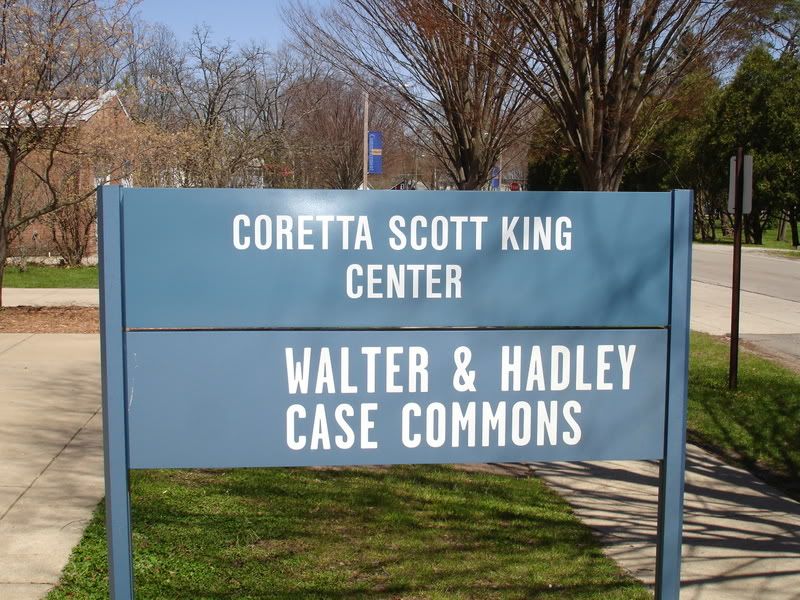 CORETTA SCOTT KING
CENTER
WALTER & HADLEY
CASE COMMONS